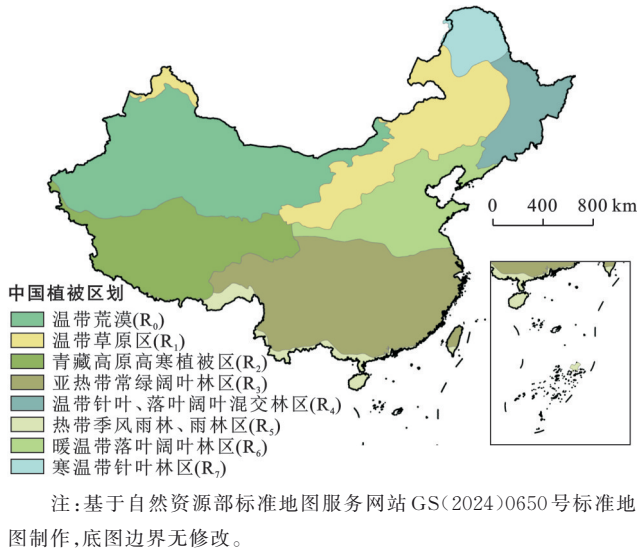 0 400 800 km
中国植被区划
温带荒漠(R₀)
温带草原区(R₁)
青藏高原高寒植被区(R₂)
亚热带常绿阔叶林区(R₃)
温带针叶、落叶阔叶混交林区(R₄)
热带季风雨林、雨林区(R₅)
暖温带落叶阔叶林区(R₆)
寒温带针叶林区(R₇)
注:基于自然资源部标准地图服务网站GS(2024)0650号标准地
图制作,底图边界无修改。